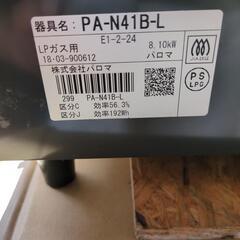 器具名: PA-N41B-L
E1-2-24
LPガス用 8.10kW
18·03-900612 パロマ
株式会社パロマ
299 PA-N41B-L
区分C 効率56.3%
区分J 効率192Wh
PS
LPG